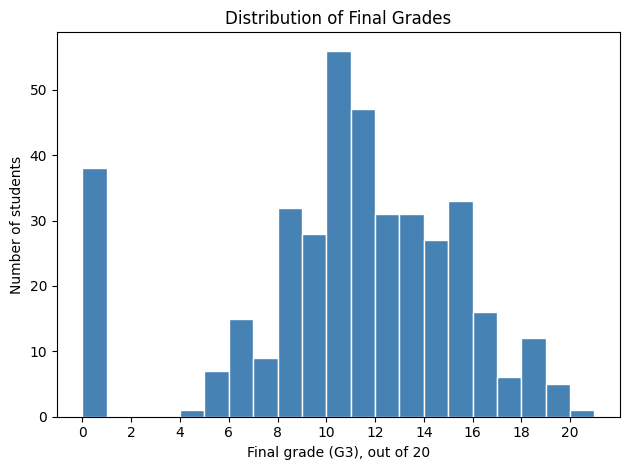 Distribution of Final Grades
Number of students
50
40
30
20
10
0
0 2 4 6 8 10 12 14 16 18 20
Final grade (G3), out of 20